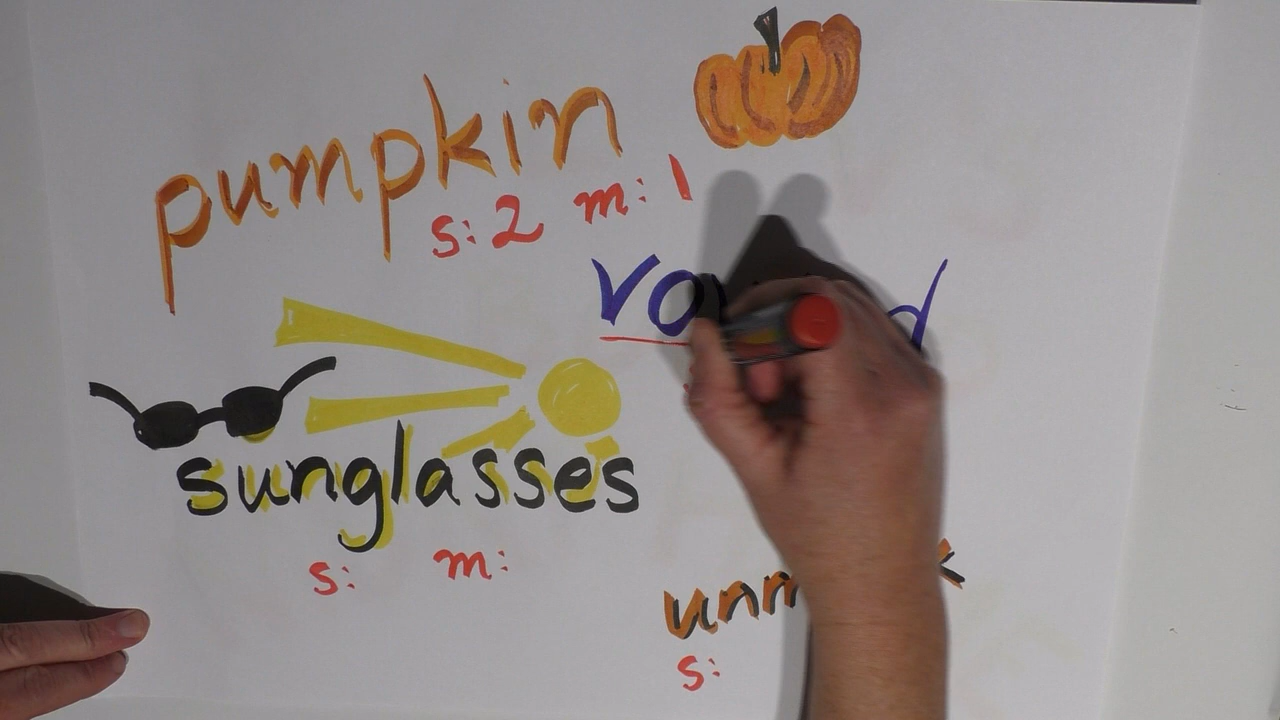 pumpkin
s: 2 m: 1
sunglasses
s: m:
s: